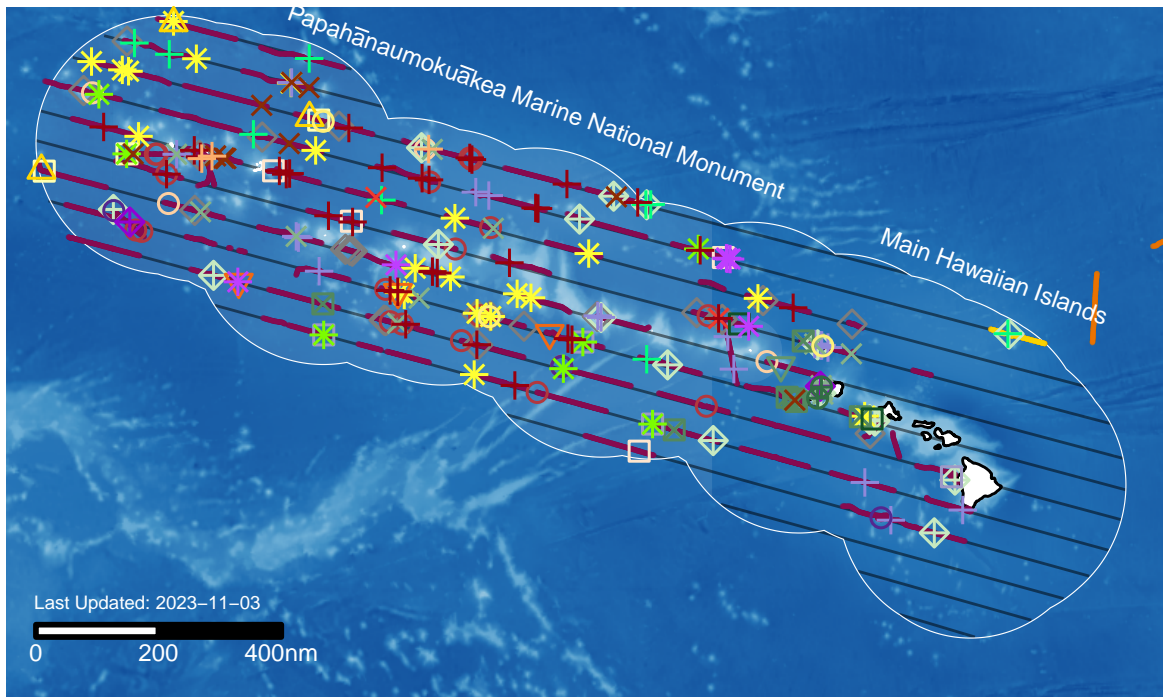 Papahānaumokuākea Marine National Monument
Main Hawaiian Islands
Last Updated: 2023−11−03
0 200 400nm